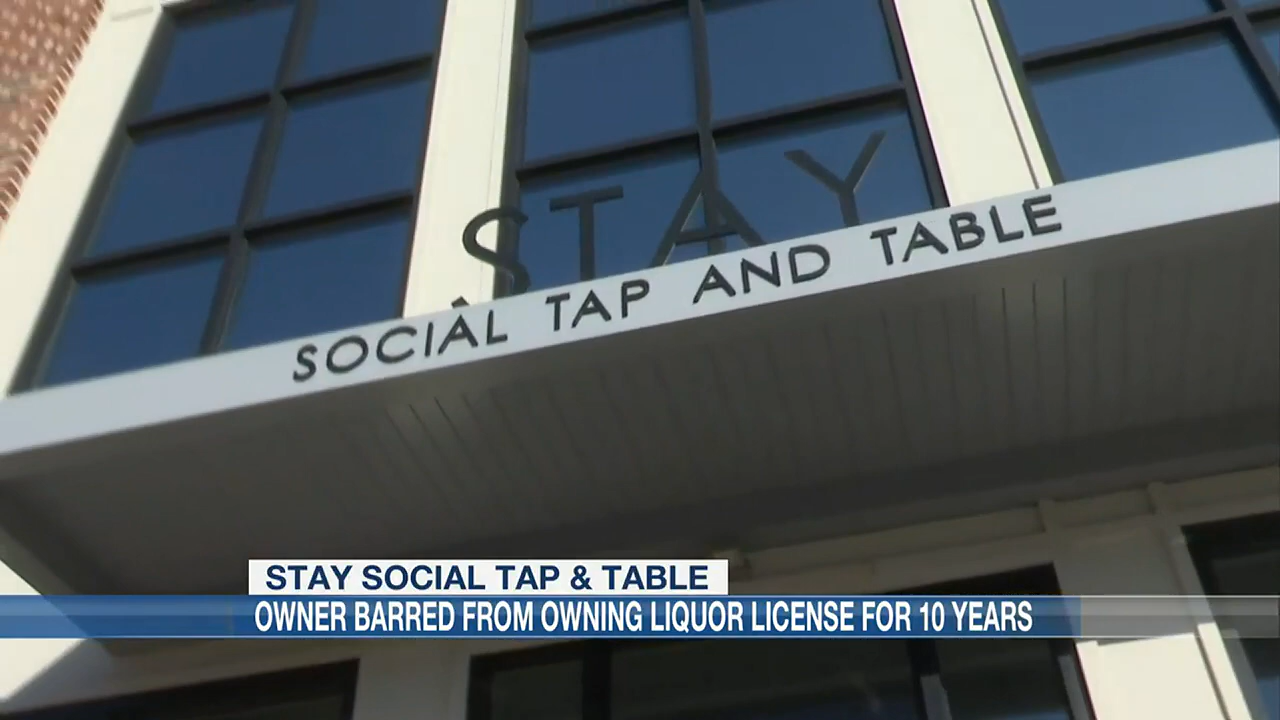 STAY
SOCIAL TAP AND TABLE
STAY SOCIAL TAP & TABLE
OWNER BARRED FROM OWNING LIQUOR LICENSE FOR 10 YEARS